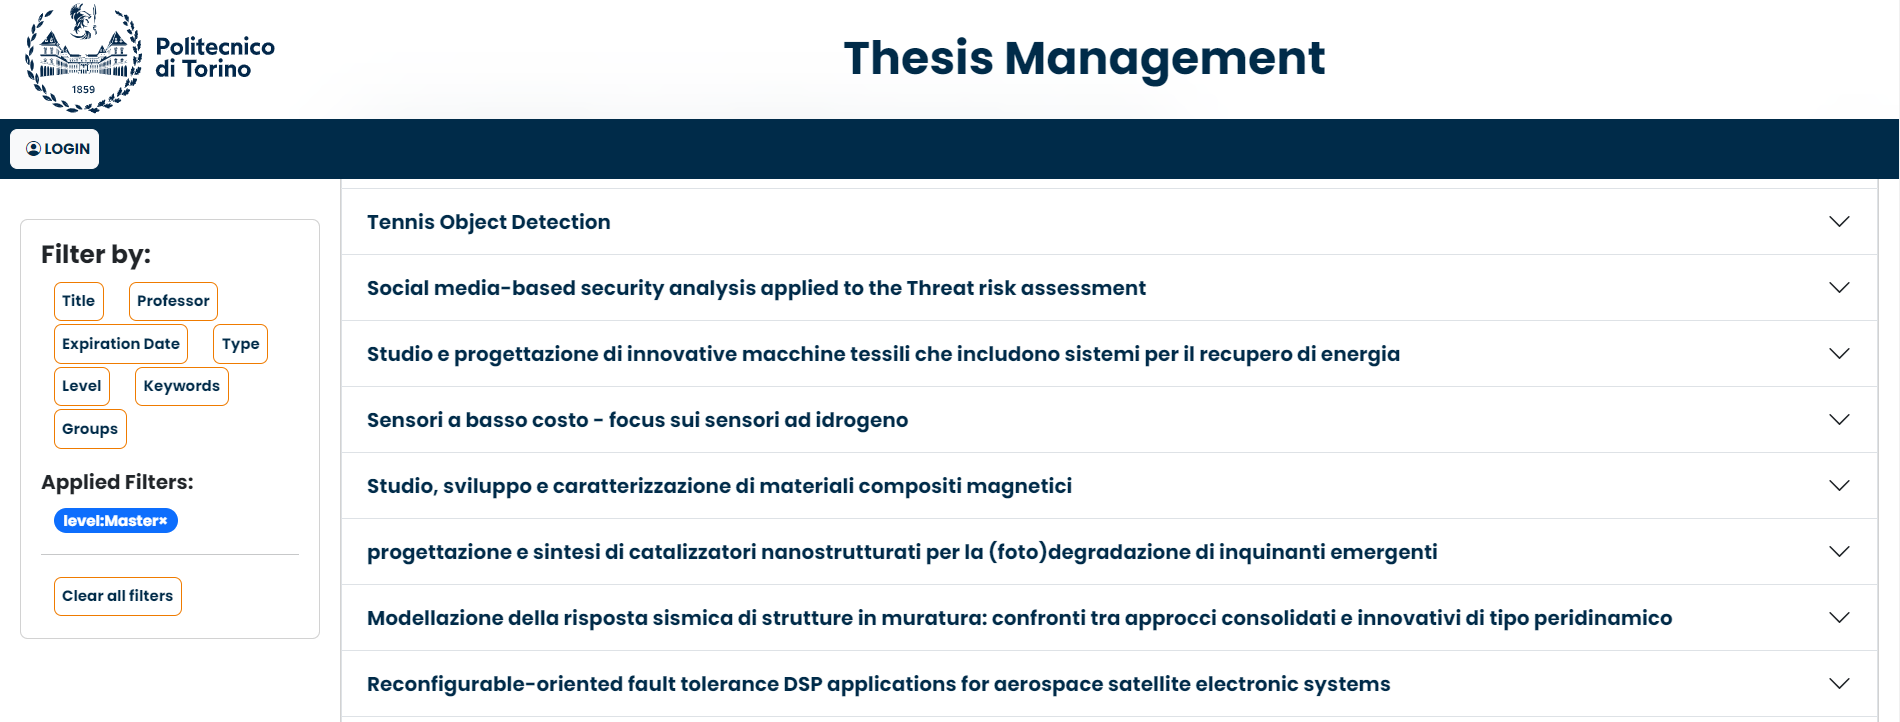 1859
Politecnico
di Torino
Thesis Management
LOGIN
Filter by:
Title Professor
Expiration Date Type
Level Keywords
Groups
Applied Filters:
level:Master×
Clear all filters
Tennis Object Detection
Social media-based security analysis applied to the Threat risk assessment
Studio e progettazione di innovative macchine tessili che includono sistemi per il recupero di energia
Sensori a basso costo - focus sui sensori ad idrogeno
Studio, sviluppo e caratterizzazione di materiali compositi magnetici
progettazione e sintesi di catalizzatori nanostrutturati per la (foto)degradazione di inquinanti emergenti
Modellazione della risposta sismica di strutture in muratura: confronti tra approcci consolidati e innovativi di tipo peridinamico
Reconfigurable-oriented fault tolerance DSP applications for aerospace satellite electronic systems